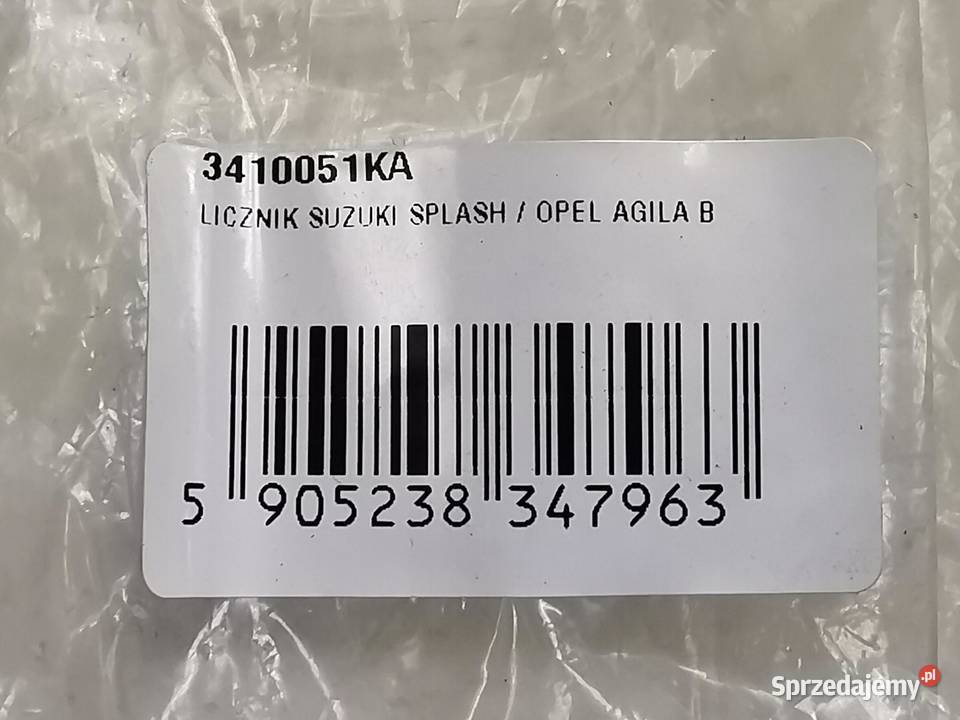 3410051KA
LICZNIK SUZUKI SPLASH / OPEL AGILA B
5 905238 347963
Sprzedajemy.pl